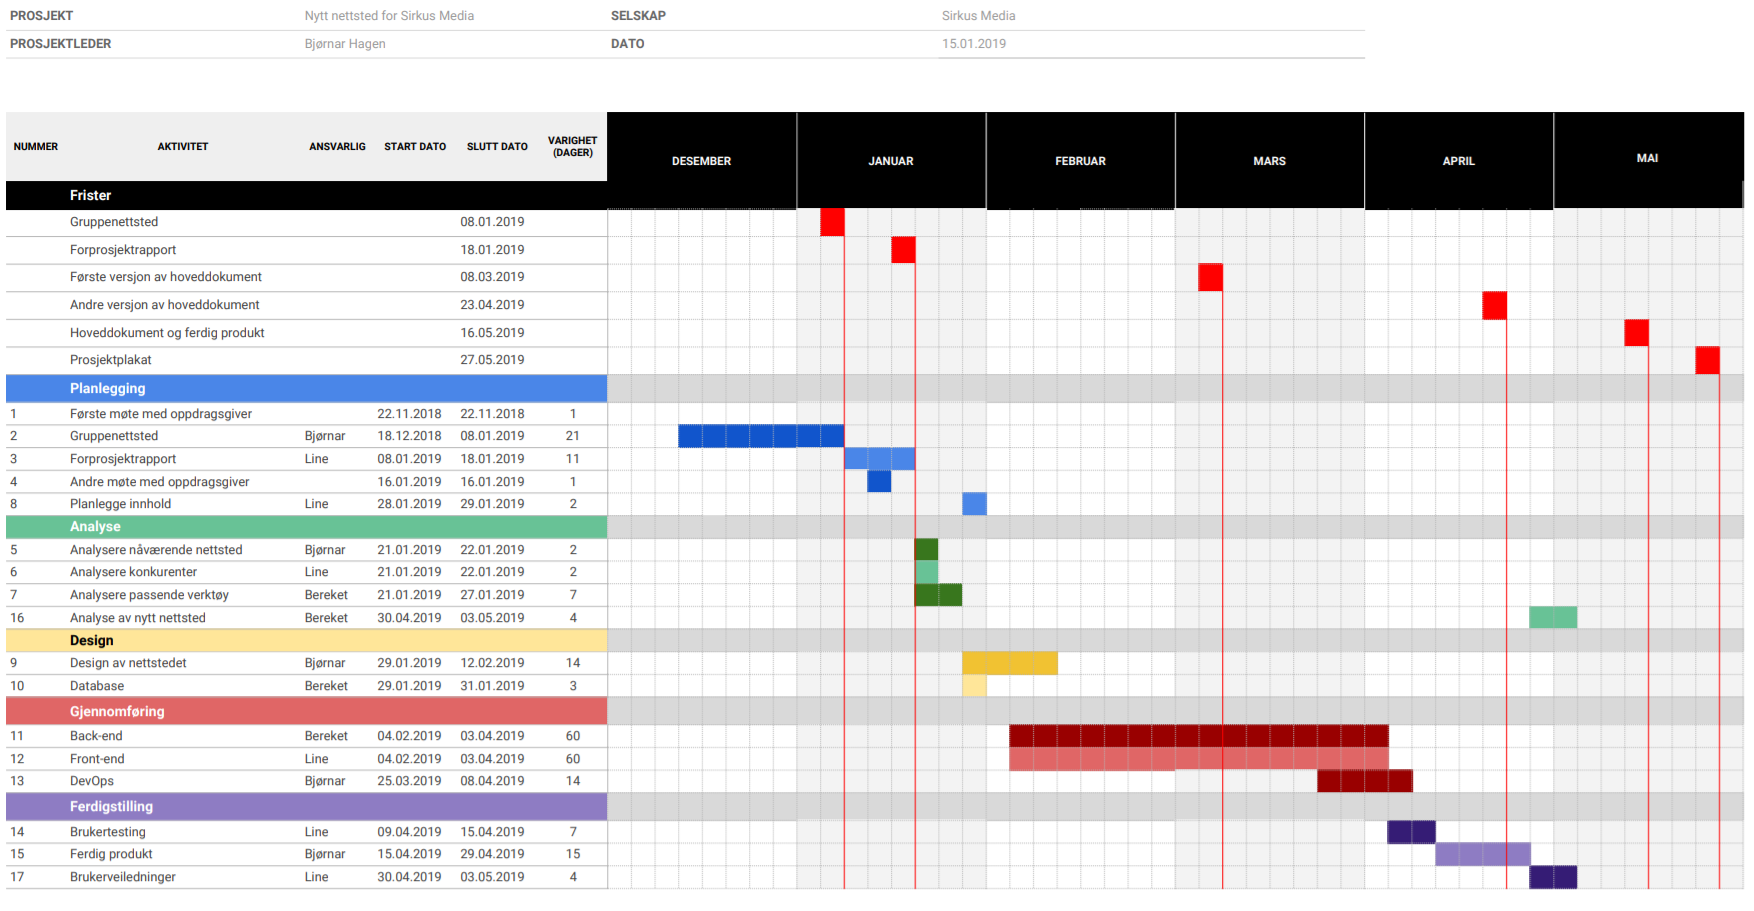 PROSJEKT Nytt nettsted for Sirkus Media SELSKAP Sirkus Media
PROSJEKTLEDER Bjørnar Hagen DATO 15.01.2019
NUMMER AKTIVITET ANSVARLIG START DATO SLUTT DATO VARIGHET (DAGER) DESEMBER JANUAR FEBRUAR MARS APRIL MAI
Frister
Gruppenettsted 08.01.2019
Forprosjektrapport 18.01.2019
Første versjon av hoveddokument 08.03.2019
Andre versjon av hoveddokument 23.04.2019
Hoveddokument og ferdig produkt 16.05.2019
Prosjektplakat 27.05.2019
Planlegging
1 Første møte med oppdragsgiver 22.11.2018 22.11.2018 1
2 Gruppenettsted Bjørnar 18.12.2018 08.01.2019 21
3 Forprosjektrapport Line 08.01.2019 18.01.2019 11
4 Andre møte med oppdragsgiver 16.01.2019 16.01.2019 1
8 Planlegge innhold Line 28.01.2019 29.01.2019 2
Analyse
5 Analysere nåværende nettsted Bjørnar 21.01.2019 22.01.2019 2
6 Analysere konkurenter Line 21.01.2019 22.01.2019 2
7 Analysere passende verktøy Bereket 21.01.2019 27.01.2019 7
16 Analyse av nytt nettsted Bereket 30.04.2019 03.05.2019 4
Design
9 Design av nettstedet Bjørnar 29.01.2019 12.02.2019 14
10 Database Bereket 29.01.2019 31.01.2019 3
Gjennomføring
11 Back-end Bereket 04.02.2019 03.04.2019 60
12 Front-end Line 04.02.2019 03.04.2019 60
13 DevOps Bjørnar 25.03.2019 08.04.2019 14
Ferdigstilling
14 Brukertesting Line 09.04.2019 15.04.2019 7
15 Ferdig produkt Bjørnar 15.04.2019 29.04.2019 15
17 Brukerveiledninger Line 30.04.2019 03.05.2019 4